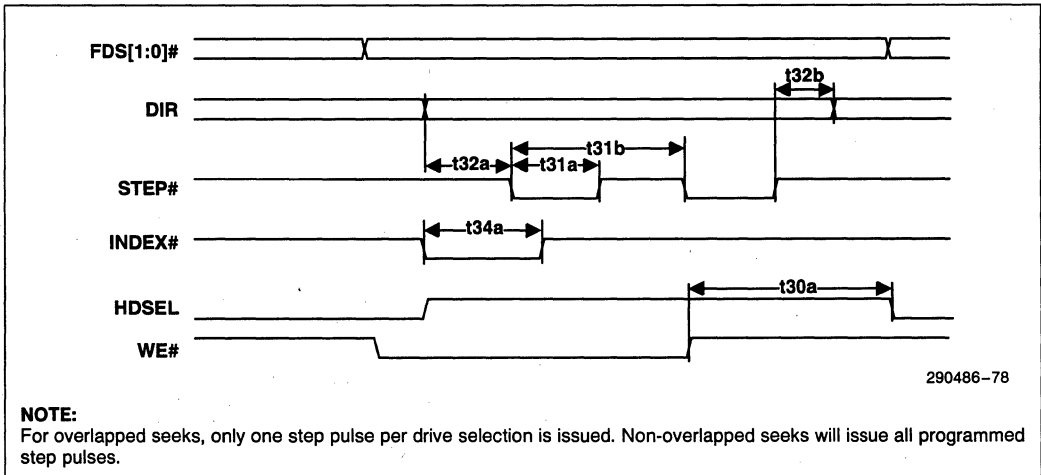 FDS[1:0]#
t32b
DIR
t31b
t32a t31a
STEP#
t34a
INDEX#
t30a
HDSEL
WE#
290486–78
NOTE:
For overlapped seeks, only one step pulse per drive selection is issued. Non-overlapped seeks will issue all programmed
step pulses.